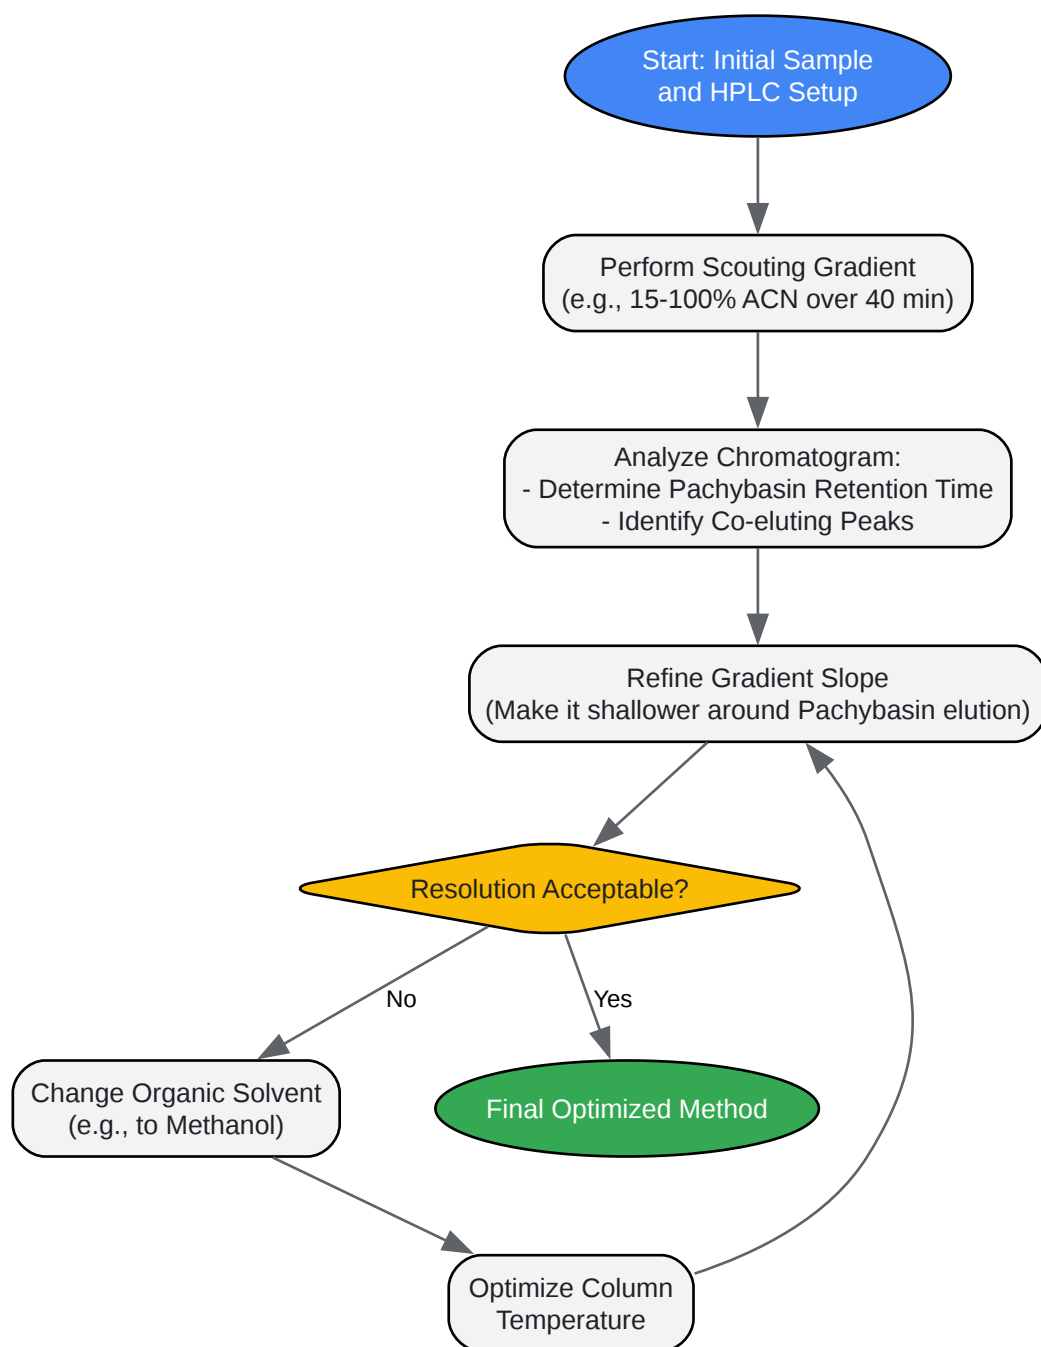 Start: Initial Sample
and HPLC Setup
Perform Scouting Gradient
(e.g., 15-100% ACN over 40 min)
Analyze Chromatogram:
- Determine Pachybasin Retention Time
- Identify Co-eluting Peaks
Refine Gradient Slope
(Make it shallower around Pachybasin elution)
Resolution Acceptable?
No
Yes
Change Organic Solvent
(e.g., to Methanol)
Final Optimized Method
Optimize Column
Temperature